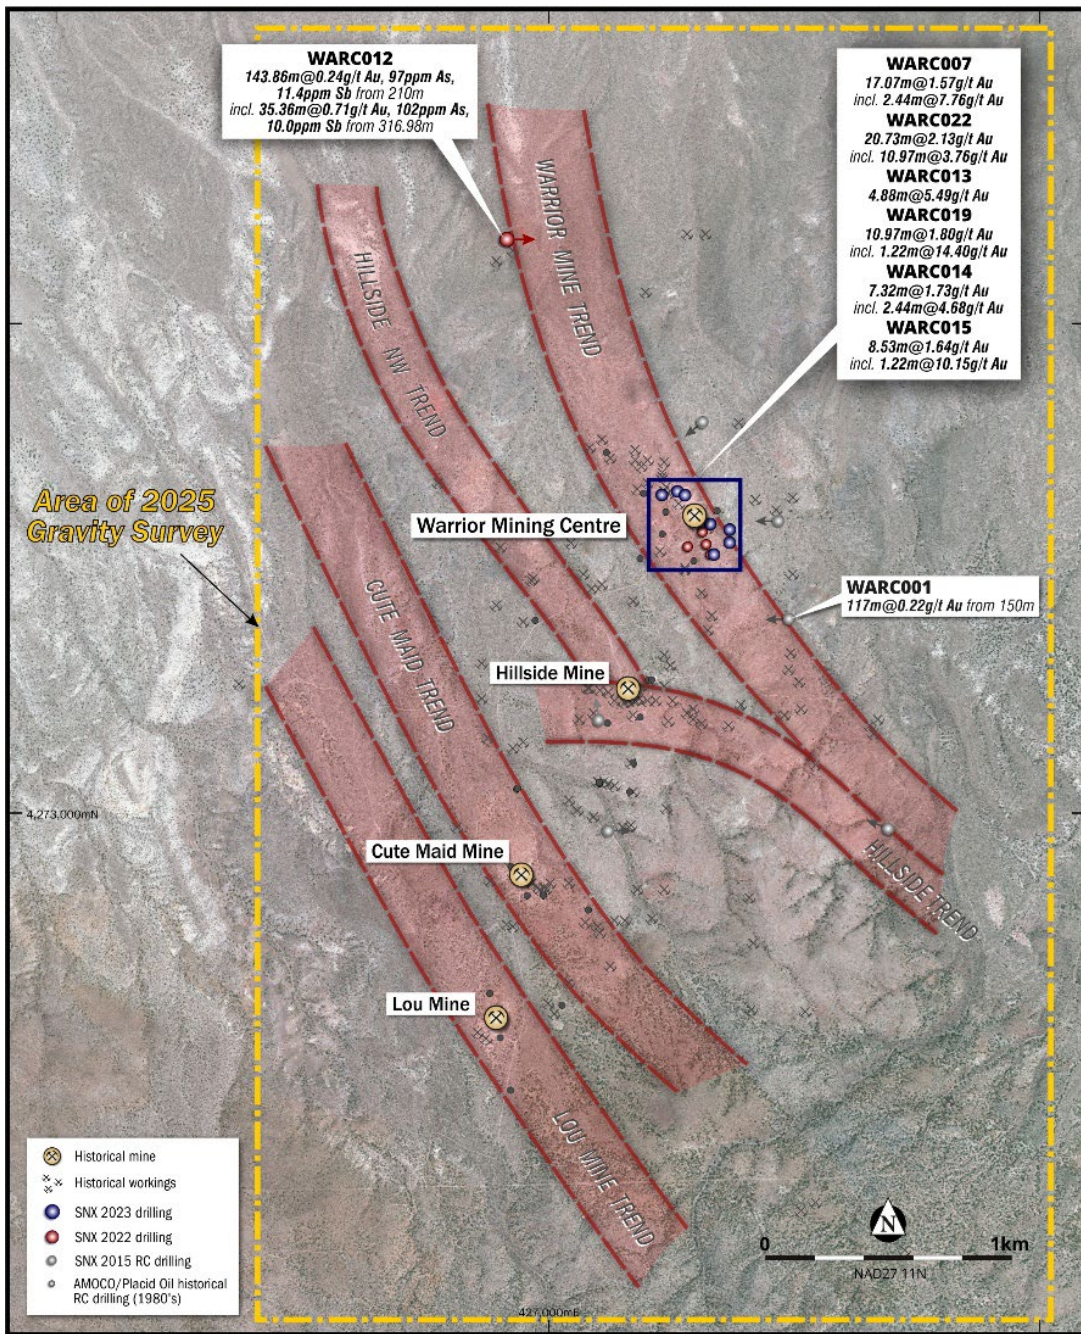 WARC012
143.86m@0.24g/t Au, 97ppm As,
11.4ppm Sb from 210m
incl. 35.36m@0.71g/t Au, 102ppm As,
10.0ppm Sb from 316.98m
WARC007
17.07m@1.57g/t Au
incl. 2.44m@7.76g/t Au
WARC022
20.73m@2.13g/t Au
incl. 10.97m@3.76g/t Au
WARC013
4.88m@5.49g/t Au
WARC019
10.97m@1.80g/t Au
incl. 1.22m@14.40g/t Au
WARC014
7.32m@1.73g/t Au
incl. 2.44m@4.68g/t Au
WARC015
8.53m@1.64g/t Au
incl. 1.22m@10.15g/t Au
WARRIOR MINE TREND
HILLSIDE NW TREND
Area of 2025
Gravity Survey
Warrior Mining Centre
CUTE MAID TREND
WARC001
117m@0.22g/t Au from 150m
Hillside Mine
4,273,000mN
Cute Maid Mine
HILLSIDE TREND
Lou Mine
LOU MINE TREND
Historical mine
Historical workings
SNX 2023 drilling
SNX 2022 drilling
SNX 2015 RC drilling
AMOCO/Placid Oil historical
RC drilling (1980's)
N
0 1km
NAD27 11N
427,000mE